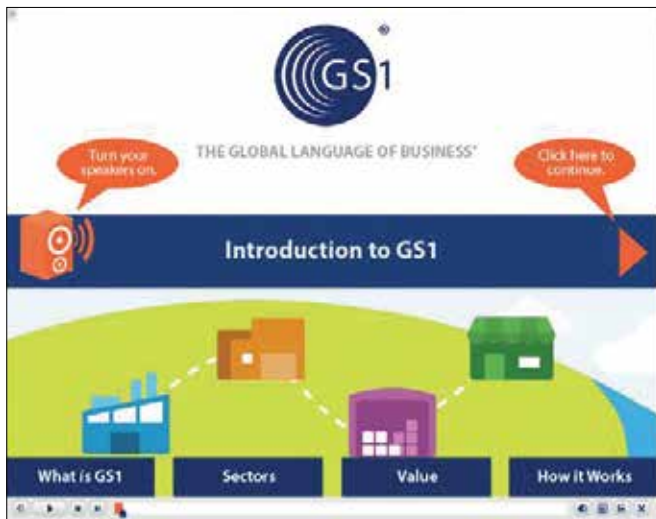 GS1®
THE GLOBAL LANGUAGE OF BUSINESS®
Turn your
speakers on.
Click here to
continue.
Introduction to GS1
What is GS1
Sectors
Value
How it Works